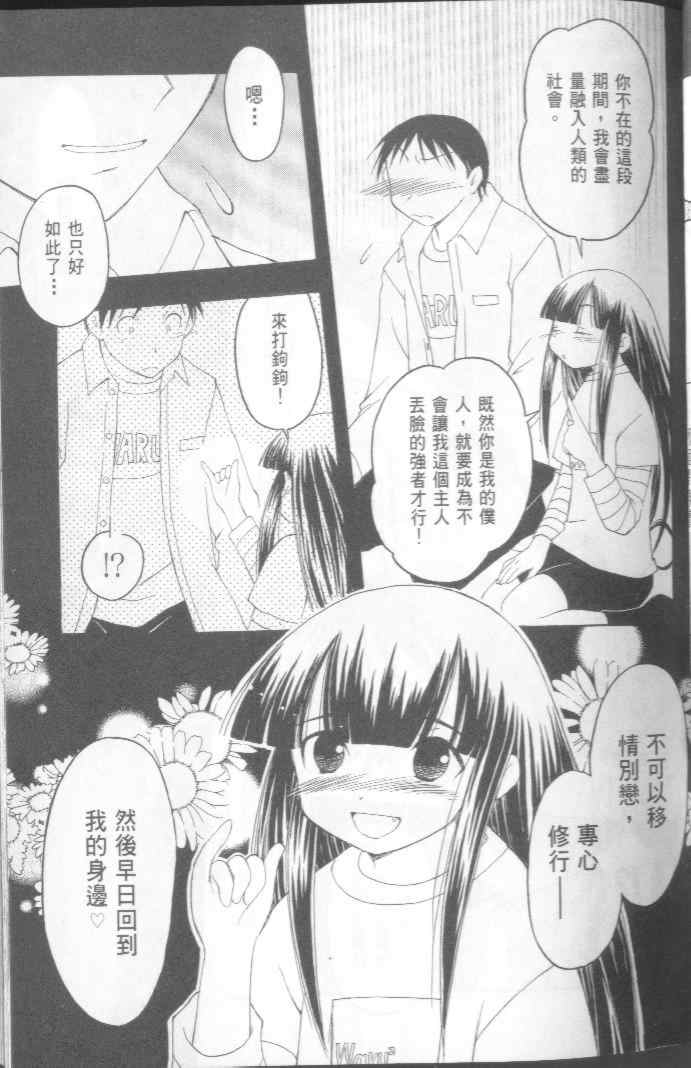 你不在的這段
期間，我會盡
量融入人類的
社會。
既然你是我的僕
人，就要成為不
會讓我這個主人
丟臉的強者才行！
嗯…
也只好
如此了…
來打鉤鉤！
!?
不可以移
情別戀，
專心
修行——
然後早日回到
我的身邊♡